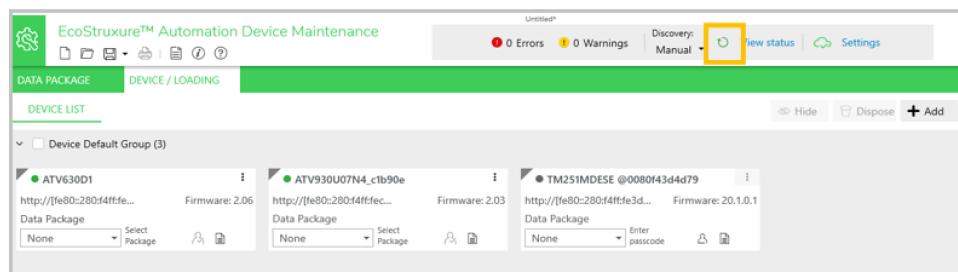 Untitled*
EcoStruxure™ Automation Device Maintenance
0 Errors
0 Warnings
Discovery:
Manual
View status
Settings
DATA PACKAGE
DEVICE / LOADING
DEVICE LIST
Hide
Dispose
Add
Device Default Group (3)
ATV630D1
http://[fe80::280:f4ff:fe...
Firmware: 2.06
Data Package
None
Select
Package
ATV930U07N4_c1b90e
http://[fe80::280:f4ff:fec...
Firmware: 2.03
Data Package
None
Select
Package
TM251MDESE @0080f43d4d79
http://[fe80::280:f4ff:fe3d...
Firmware: 20.1.0.1
Data Package
None
Enter
passcode